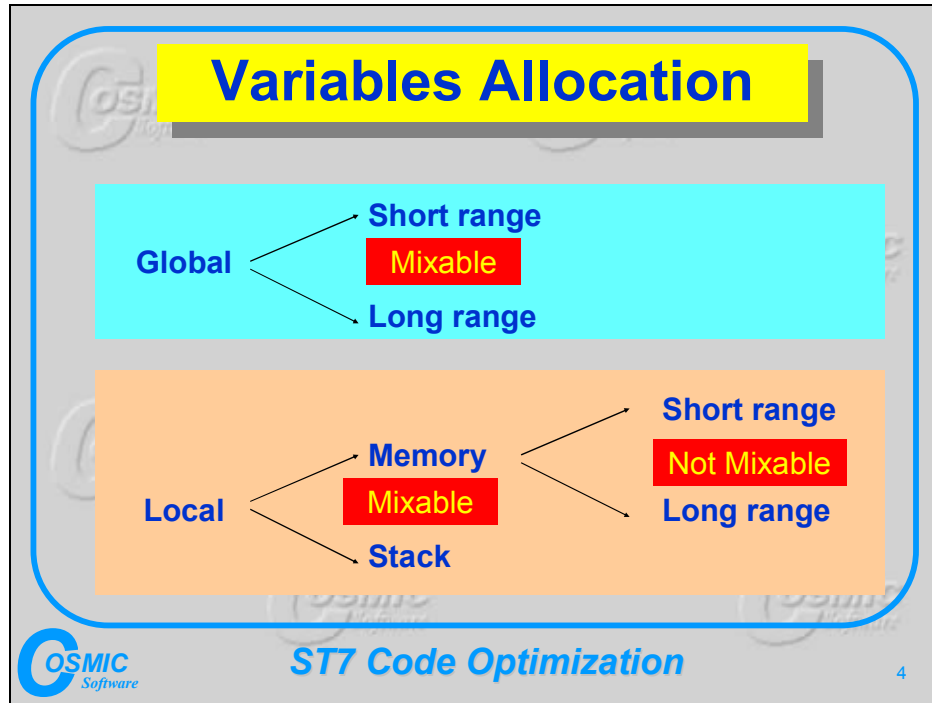 Variables Allocation
Short range
Global
Mixable
Long range
Short range
Memory
Not Mixable
Mixable
Local
Long range
Stack
COSMIC
Software
ST7 Code Optimization
4